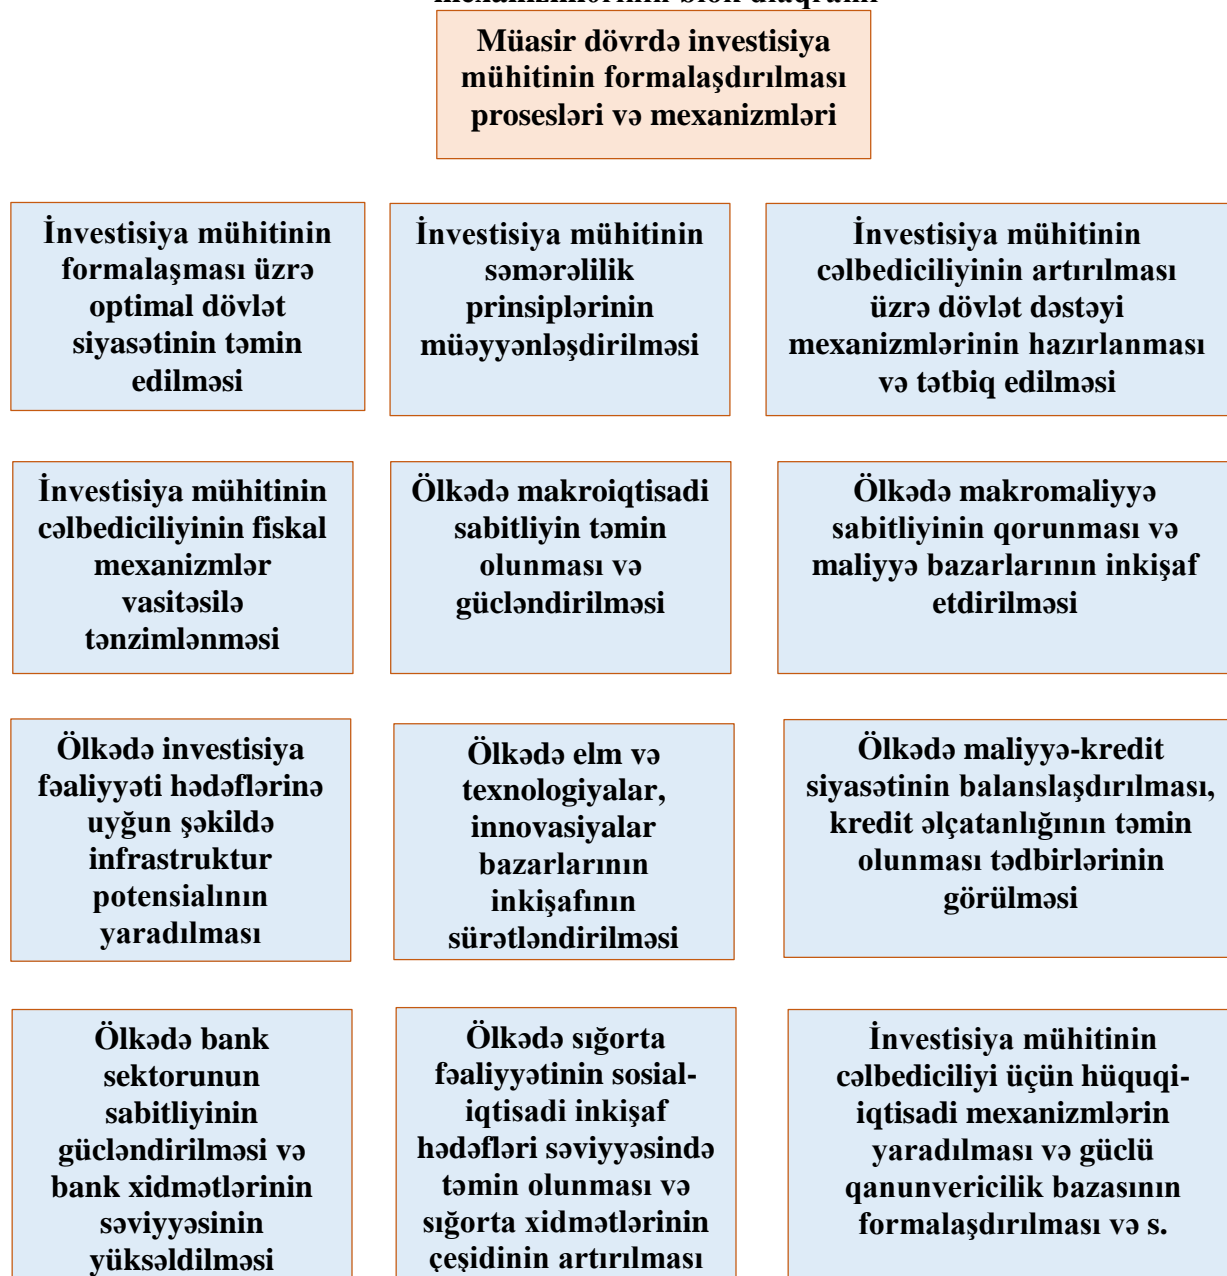 mexanizmlərinin blok diaqramı
Müasir dövrdə investisiya
mühitinin formalaşdırılması
prosesləri və mexanizmləri
İnvestisiya mühitinin
formalaşması üzrə
optimal dövlət
siyasətinin təmin
edilməsi
İnvestisiya mühitinin
səmərəlilik
prinsiplərinin
müəyyənləşdirilməsi
İnvestisiya mühitinin
cəlbediciliyinin artırılması
üzrə dövlət dəstəyi
mexanizmlərinin hazırlanması
və tətbiq edilməsi
İnvestisiya mühitinin
cəlbediciliyinin fiskal
mexanizmlər
vasitəsilə
tənzimlənməsi
Ölkədə makroiqtisadi
sabitliyin təmin
olunması və
gücləndirilməsi
Ölkədə makromaliyyə
sabitliyinin qorunması və
maliyyə bazarlarının inkişaf
etdirilməsi
Ölkədə investisiya
fəaliyyəti hədəflərinə
uyğun şəkildə
infrastruktur
potensialının
yaradılması
Ölkədə elm və
texnologiyalar,
innovasiyalar
bazarlarının
inkişafının
sürətləndirilməsi
Ölkədə maliyyə-kredit
siyasətinin balanslaşdırılması,
kredit əlçatanlığının təmin
olunması tədbirlərinin
görülməsi
Ölkədə bank
sektorunun
sabitliyinin
gücləndirilməsi və
bank xidmətlərinin
səviyyəsinin
yüksəldilməsi
Ölkədə sığorta
fəaliyyətinin sosial-
iqtisadi inkişaf
hədəfləri səviyyəsində
təmin olunması və
sığorta xidmətlərinin
çeşidinin artırılması
İnvestisiya mühitinin
cəlbediciliyi üçün hüquqi-
iqtisadi mexanizmlərin
yaradılması və güclü
qanunvericilik bazasının
formalaşdırılması və s.